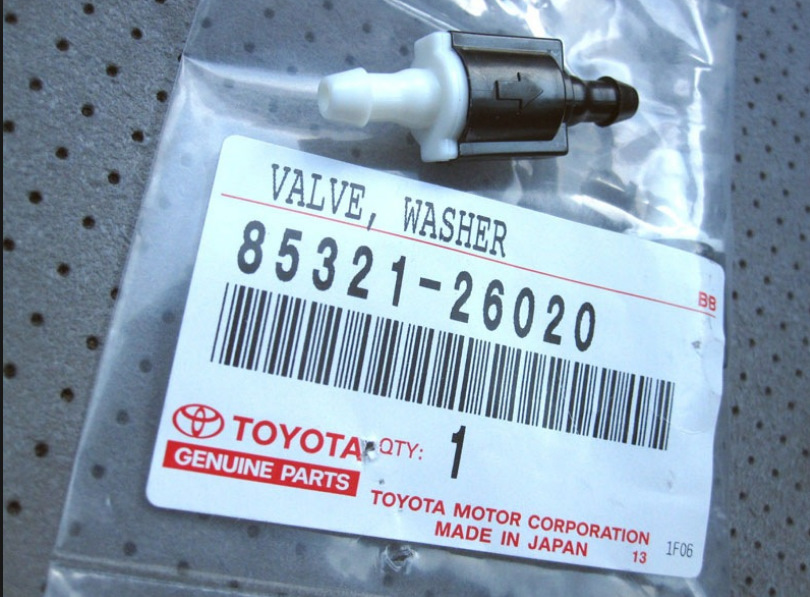 VALVE, WASHER
BB
85321-26020
TOYOTA
GENUINE PARTS
QTY: 1
TOYOTA MOTOR CORPORATION
MADE IN JAPAN 13 1F06